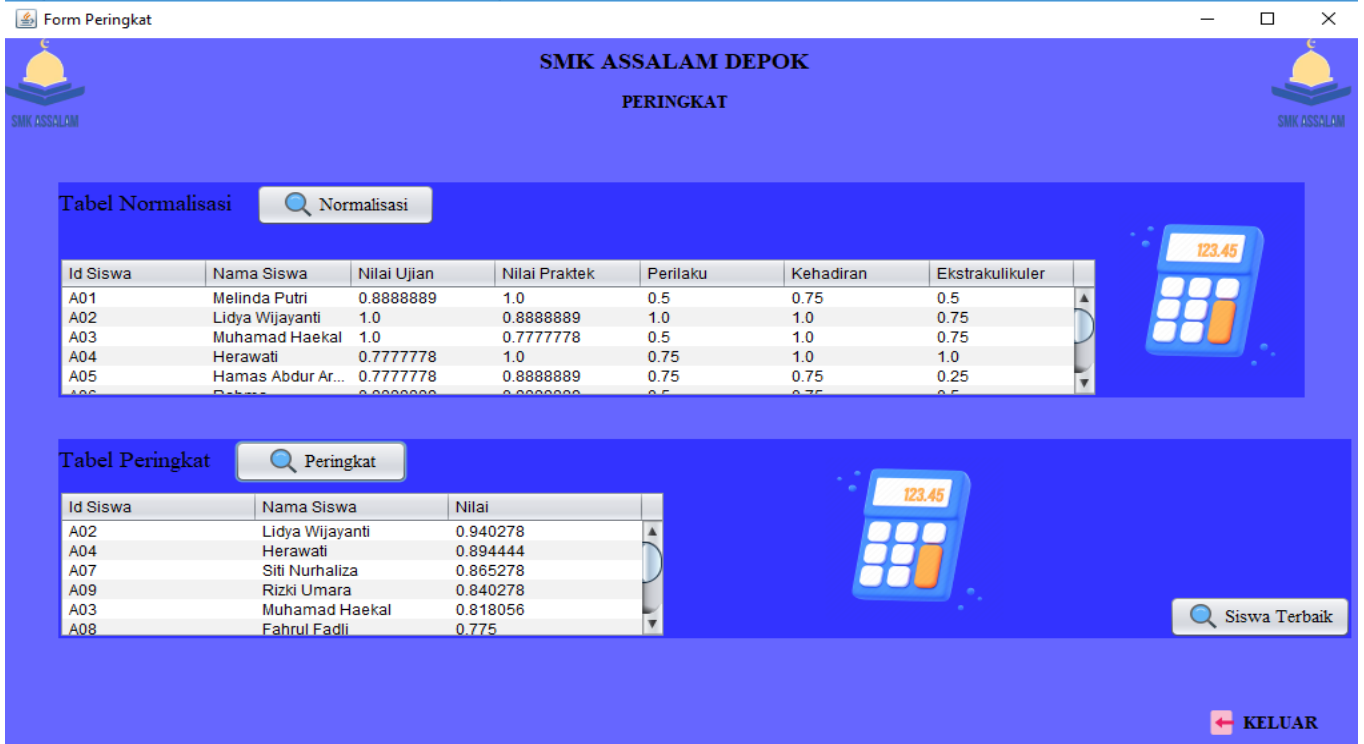 Form Peringkat
SMK ASSALAM DEPOK
PERINGKAT
SMK ASSALAM
SMK ASSALAM
Tabel Normalisasi
Normalisasi
123.45
Id Siswa Nama Siswa Nilai Ujian Nilai Praktek Perilaku Kehadiran Ekstrakulikuler
A01 Melinda Putri 0.8888889 1.0 0.5 0.75 0.5
A02 Lidya Wijayanti 1.0 0.8888889 1.0 1.0 0.75
A03 Muhamad Haekal 1.0 0.7777778 0.5 1.0 0.75
A04 Herawati 0.7777778 1.0 0.75 1.0 1.0
A05 Hamas Abdur Ar... 0.7777778 0.8888889 0.75 0.75 0.25
Tabel Peringkat
Peringkat
123.45
Id Siswa Nama Siswa Nilai
A02 Lidya Wijayanti 0.940278
A04 Herawati 0.894444
A07 Siti Nurhaliza 0.865278
A09 Rizki Umara 0.840278
A03 Muhamad Haekal 0.818056
A08 Fahrul Fadli 0.775
Siswa Terbaik
KELUAR